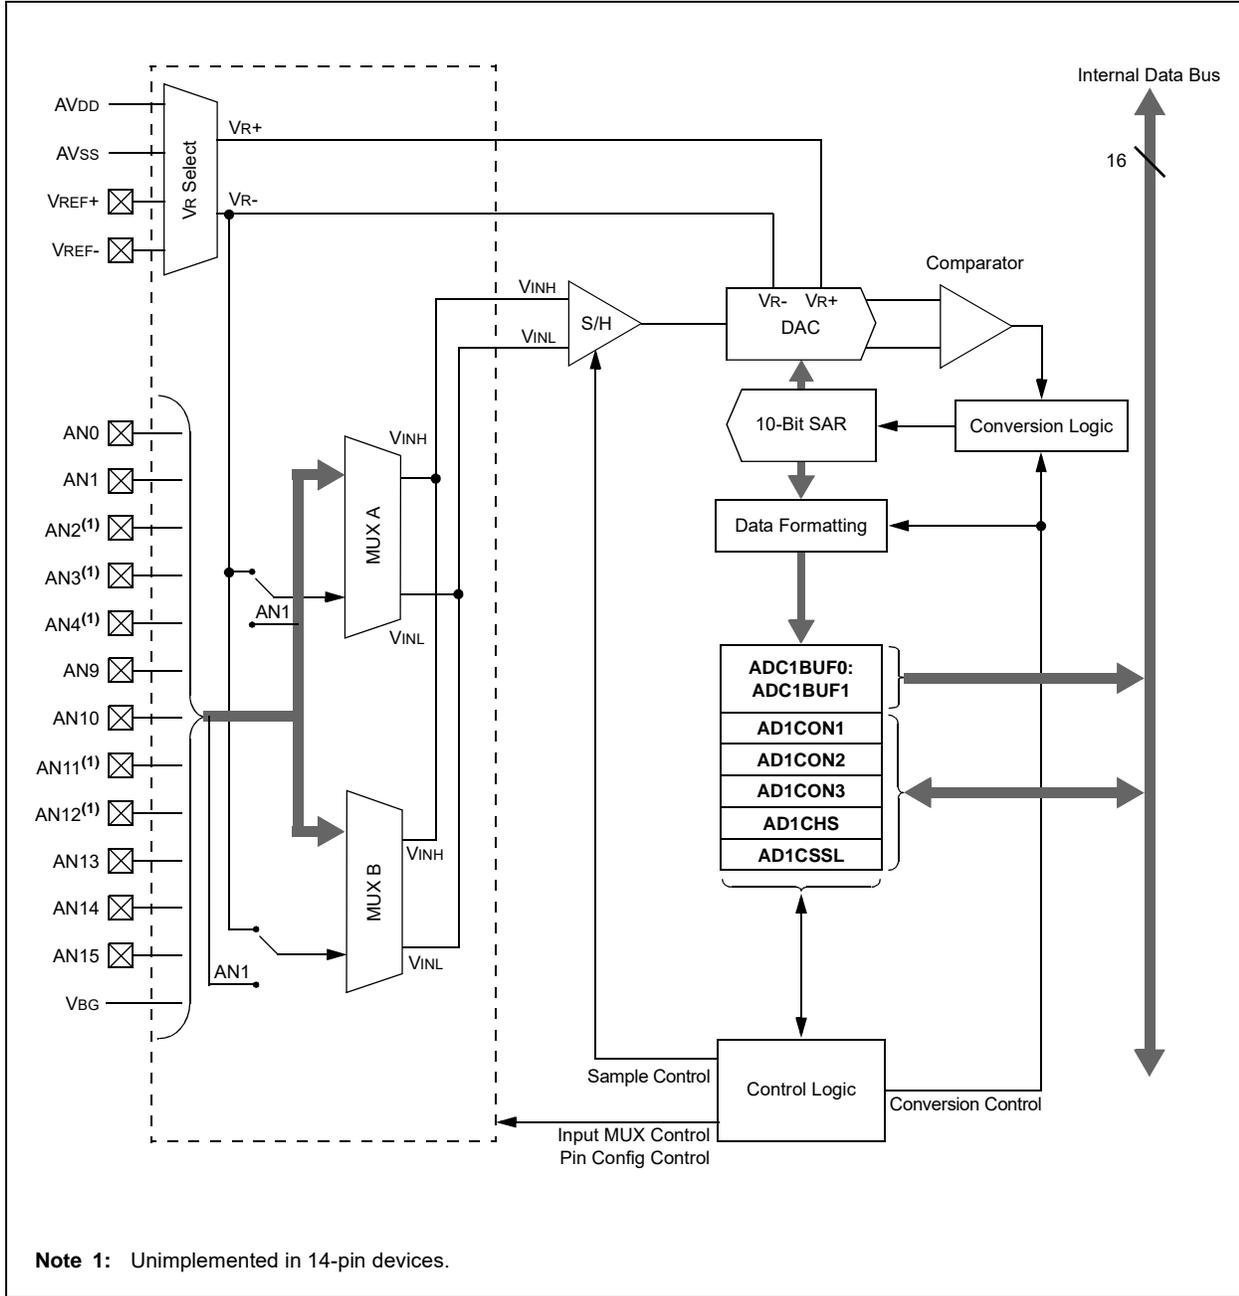 Internal Data Bus
16
AVDD
AVSS
VREF+
VREF-
VR Select
VR+
VR-
Comparator
VINH
VINL
S/H
VR- VR+
DAC
10-Bit SAR
Conversion Logic
Data Formatting
AN0
AN1
AN2(1)
AN3(1)
AN4(1)
AN9
AN10
AN11(1)
AN12(1)
AN13
AN14
AN15
VBG
VINH
MUX A
AN1
VINL
VINH
MUX B
AN1
VINL
ADC1BUF0:
ADC1BUF1
AD1CON1
AD1CON2
AD1CON3
AD1CHS
AD1CSSL
Sample Control
Control Logic
Conversion Control
Input MUX Control
Pin Config Control
Note 1: Unimplemented in 14-pin devices.